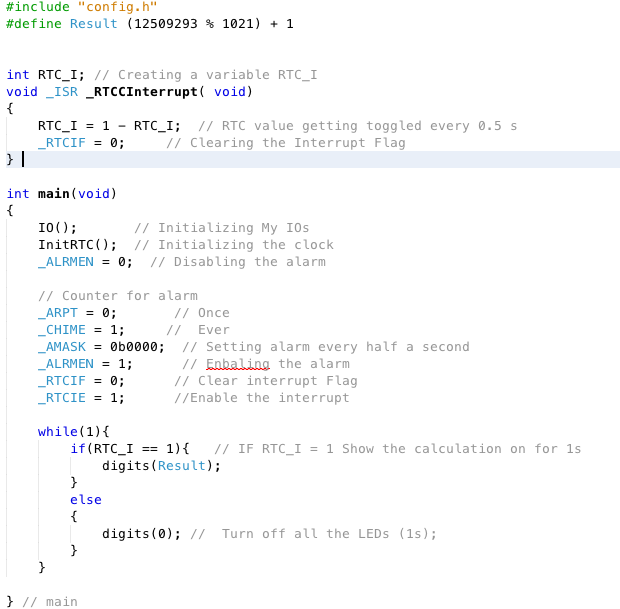 #include "config.h"
#define Result (12509293 % 1021) + 1
int RTC_I; // Creating a variable RTC_I
void _ISR _RTCCInterrupt( void)
{
RTC_I = 1 - RTC_I;  // RTC value getting toggled every 0.5 s
_RTCIF = 0;     // Clearing the Interrupt Flag
}
int main(void)
{
IO();       // Initializing My IOs
InitRTC();  // Initializing the clock
_ALRMEN = 0;  // Disabling the alarm
// Counter for alarm
_ARPT = 0;       // Once
_CHIME = 1;     //  Ever
_AMASK = 0b0000;  // Setting alarm every half a second
_ALRMEN = 1;      // Enbaling the alarm
_RTCIF = 0;      // Clear interrupt Flag
_RTCIE = 1;      //Enable the interrupt
while(1){
if(RTC_I == 1){   // IF RTC_I = 1 Show the calculation on for 1s
digits(Result);
}
else
{
digits(0); //  Turn off all the LEDs (1s);
}
}
} // main